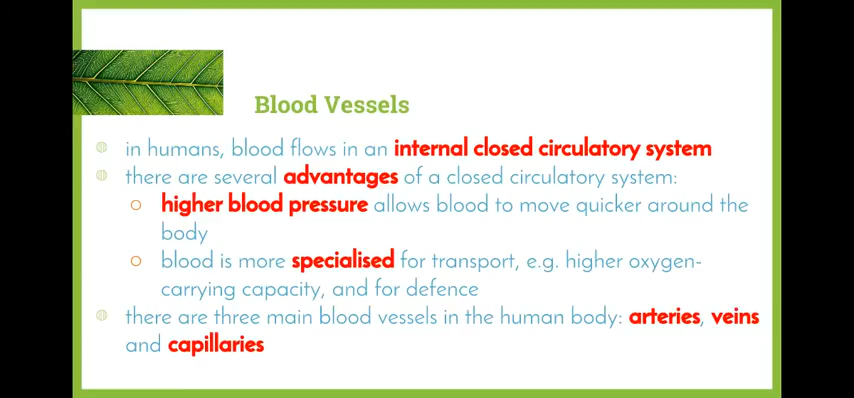 Blood Vessels
in humans, blood flows in an internal closed circulatory system
there are several advantages of a closed circulatory system:
higher blood pressure allows blood to move quicker around the
body
blood is more specialised for transport, e.g. higher oxygen-
carrying capacity, and for defence
there are three main blood vessels in the human body: arteries, veins
and capillaries